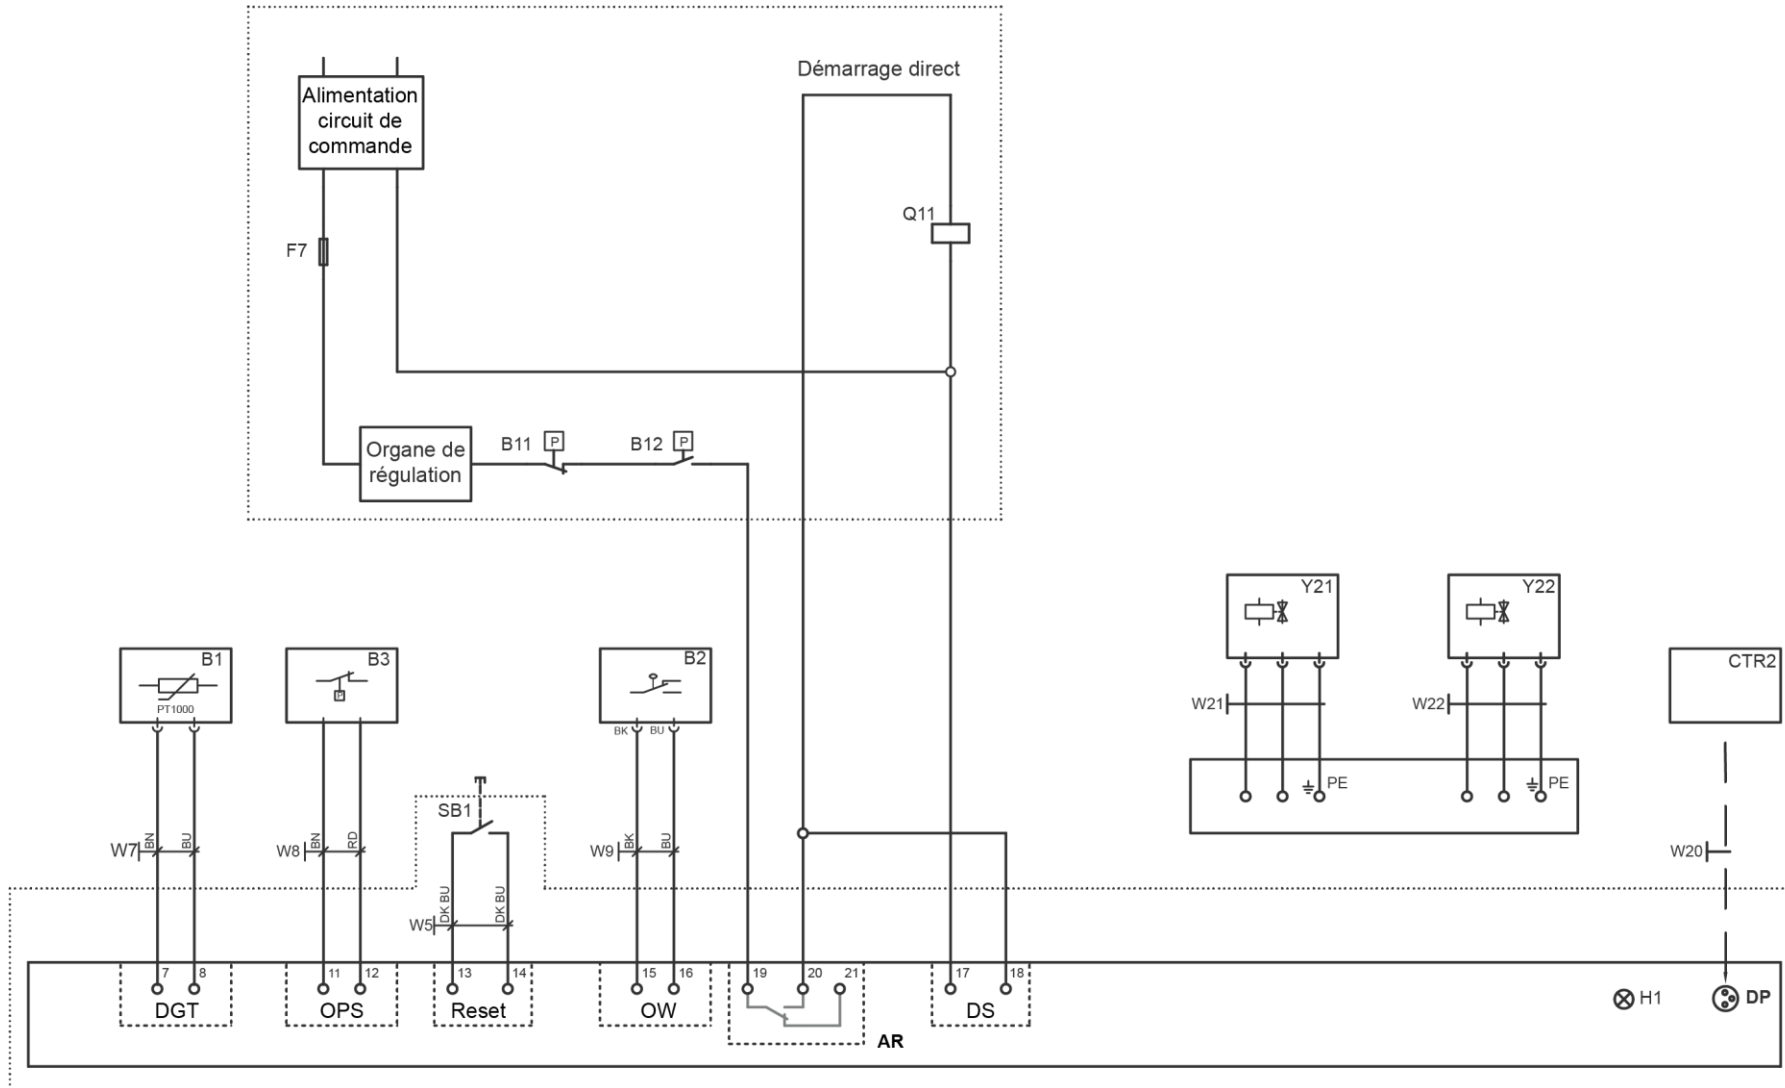 Démarrage direct
Alimentation
circuit de
commande
Q11
F7
Organe de
régulation
B11
P
B12
P
Y21
Y22
B1
PT1000
B3
P
B2
BK
BU
CTR2
W21
W22
PE
PE
SB1
W7
BN
BU
W8
BN
RD
W9
BK
BU
W20
W5
DK BU
DK BU
7
8
11
12
13
14
15
16
19
20
21
17
18
DGT
OPS
Reset
OW
DS
H1
DP
AR